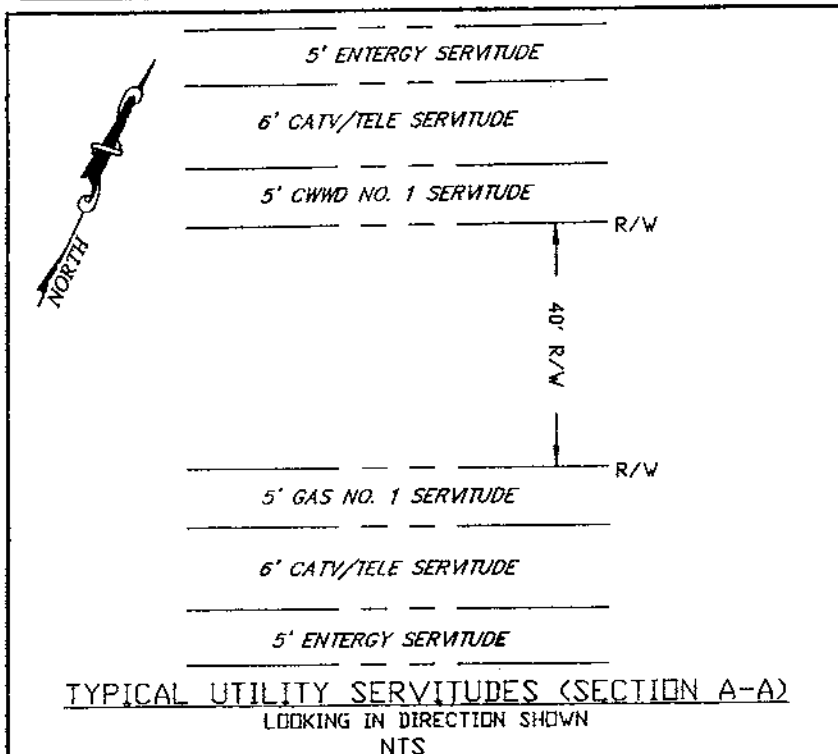 5' ENTERGY SERVITUDE
6' CATV/TELE SERVITUDE
5' CWWD NO. 1 SERVITUDE
R/W
NORTH
40' R/W
R/W
5' GAS NO. 1 SERVITUDE
6' CATV/TELE SERVITUDE
5' ENTERGY SERVITUDE
TYPICAL UTILITY SERVITUDES (SECTION A-A)
LOOKING IN DIRECTION SHOWN
NTS